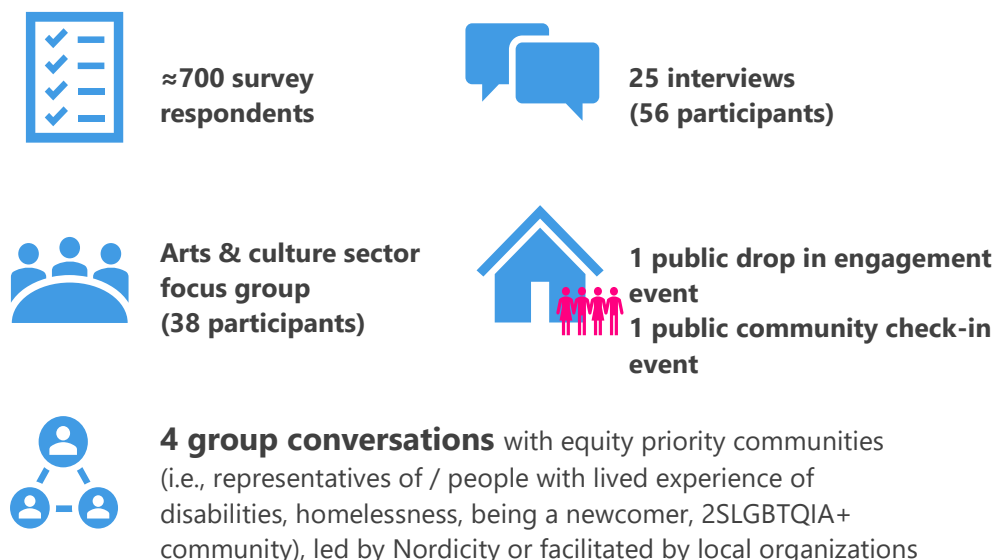 ≈700 survey
respondents
25 interviews
(56 participants)
Arts & culture sector
focus group
(38 participants)
1 public drop in engagement
event
1 public community check-in
event
4 group conversations with equity priority communities
(i.e., representatives of / people with lived experience of
disabilities, homelessness, being a newcomer, 2SLGBTQIA+
community), led by Nordicity or facilitated by local organizations